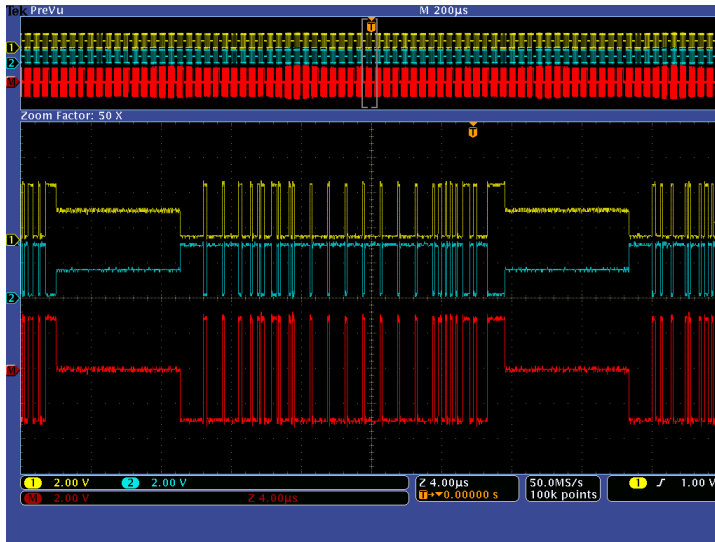 Tek PreVu M 200µs
T
1
2
M
Zoom Factor: 50 X
T
1
2
M
1 2.00 V 2 2.00 V
M 2.00 V Z 4.00µs
Z 4.00µs
T→▼0.00000 s
50.0MS/s
100k points
1 1.00 V